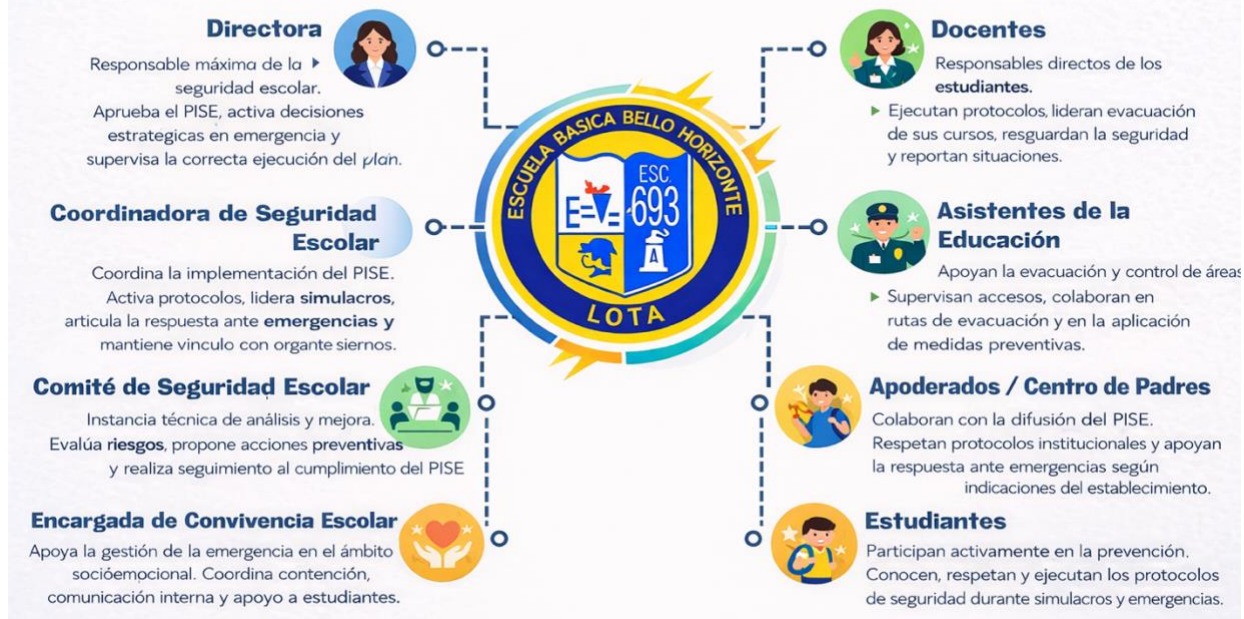 Directora
Responsable máxima de la
seguridad escolar.
Aprueba el PISE, activa decisiones
estrategicas en emergencia y
supervisa la correcta ejecución del plan.
Coordinadora de Seguridad
Escolar
Coordina la implementación del PISE.
Activa protocolos, lidera simulacros,
articula la respuesta ante emergencias y
mantiene vinculo con organte siernos.
Comité de Seguridad Escolar
Instancia técnica de análisis y mejora.
Evalúa riesgos, propone acciones preventivas
y realiza seguimiento al cumplimiento del PISE
Encargada de Convivencia Escolar
Apoya la gestión de la emergencia en el ámbito
socióemocional. Coordina contención,
comunicación interna y apoyo a estudiantes.
ESCUELA BASICA BELLO HORIZONTE
ESC.
E=V=
693
A
LOTA
Docentes
Responsables directos de los
estudiantes.
Ejecutan protocolos, lideran evacuación
de sus cursos, resguardan la seguridad
y reportan situaciones.
Asistentes de la
Educación
Apoyan la evacuación y control de áreas
Supervisan accesos, colaboran en
rutas de evacuación y en la aplicación
de medidas preventivas.
Apoderados / Centro de Padres
Colaboran con la difusión del PISE.
Respetan protocolos institucionales y apoyan
la respuesta ante emergencias según
indicaciones del establecimiento.
Estudiantes
Participan activamente en la prevención.
Conocen, respetan y ejecutan los protocolos
de seguridad durante simulacros y emergencias.